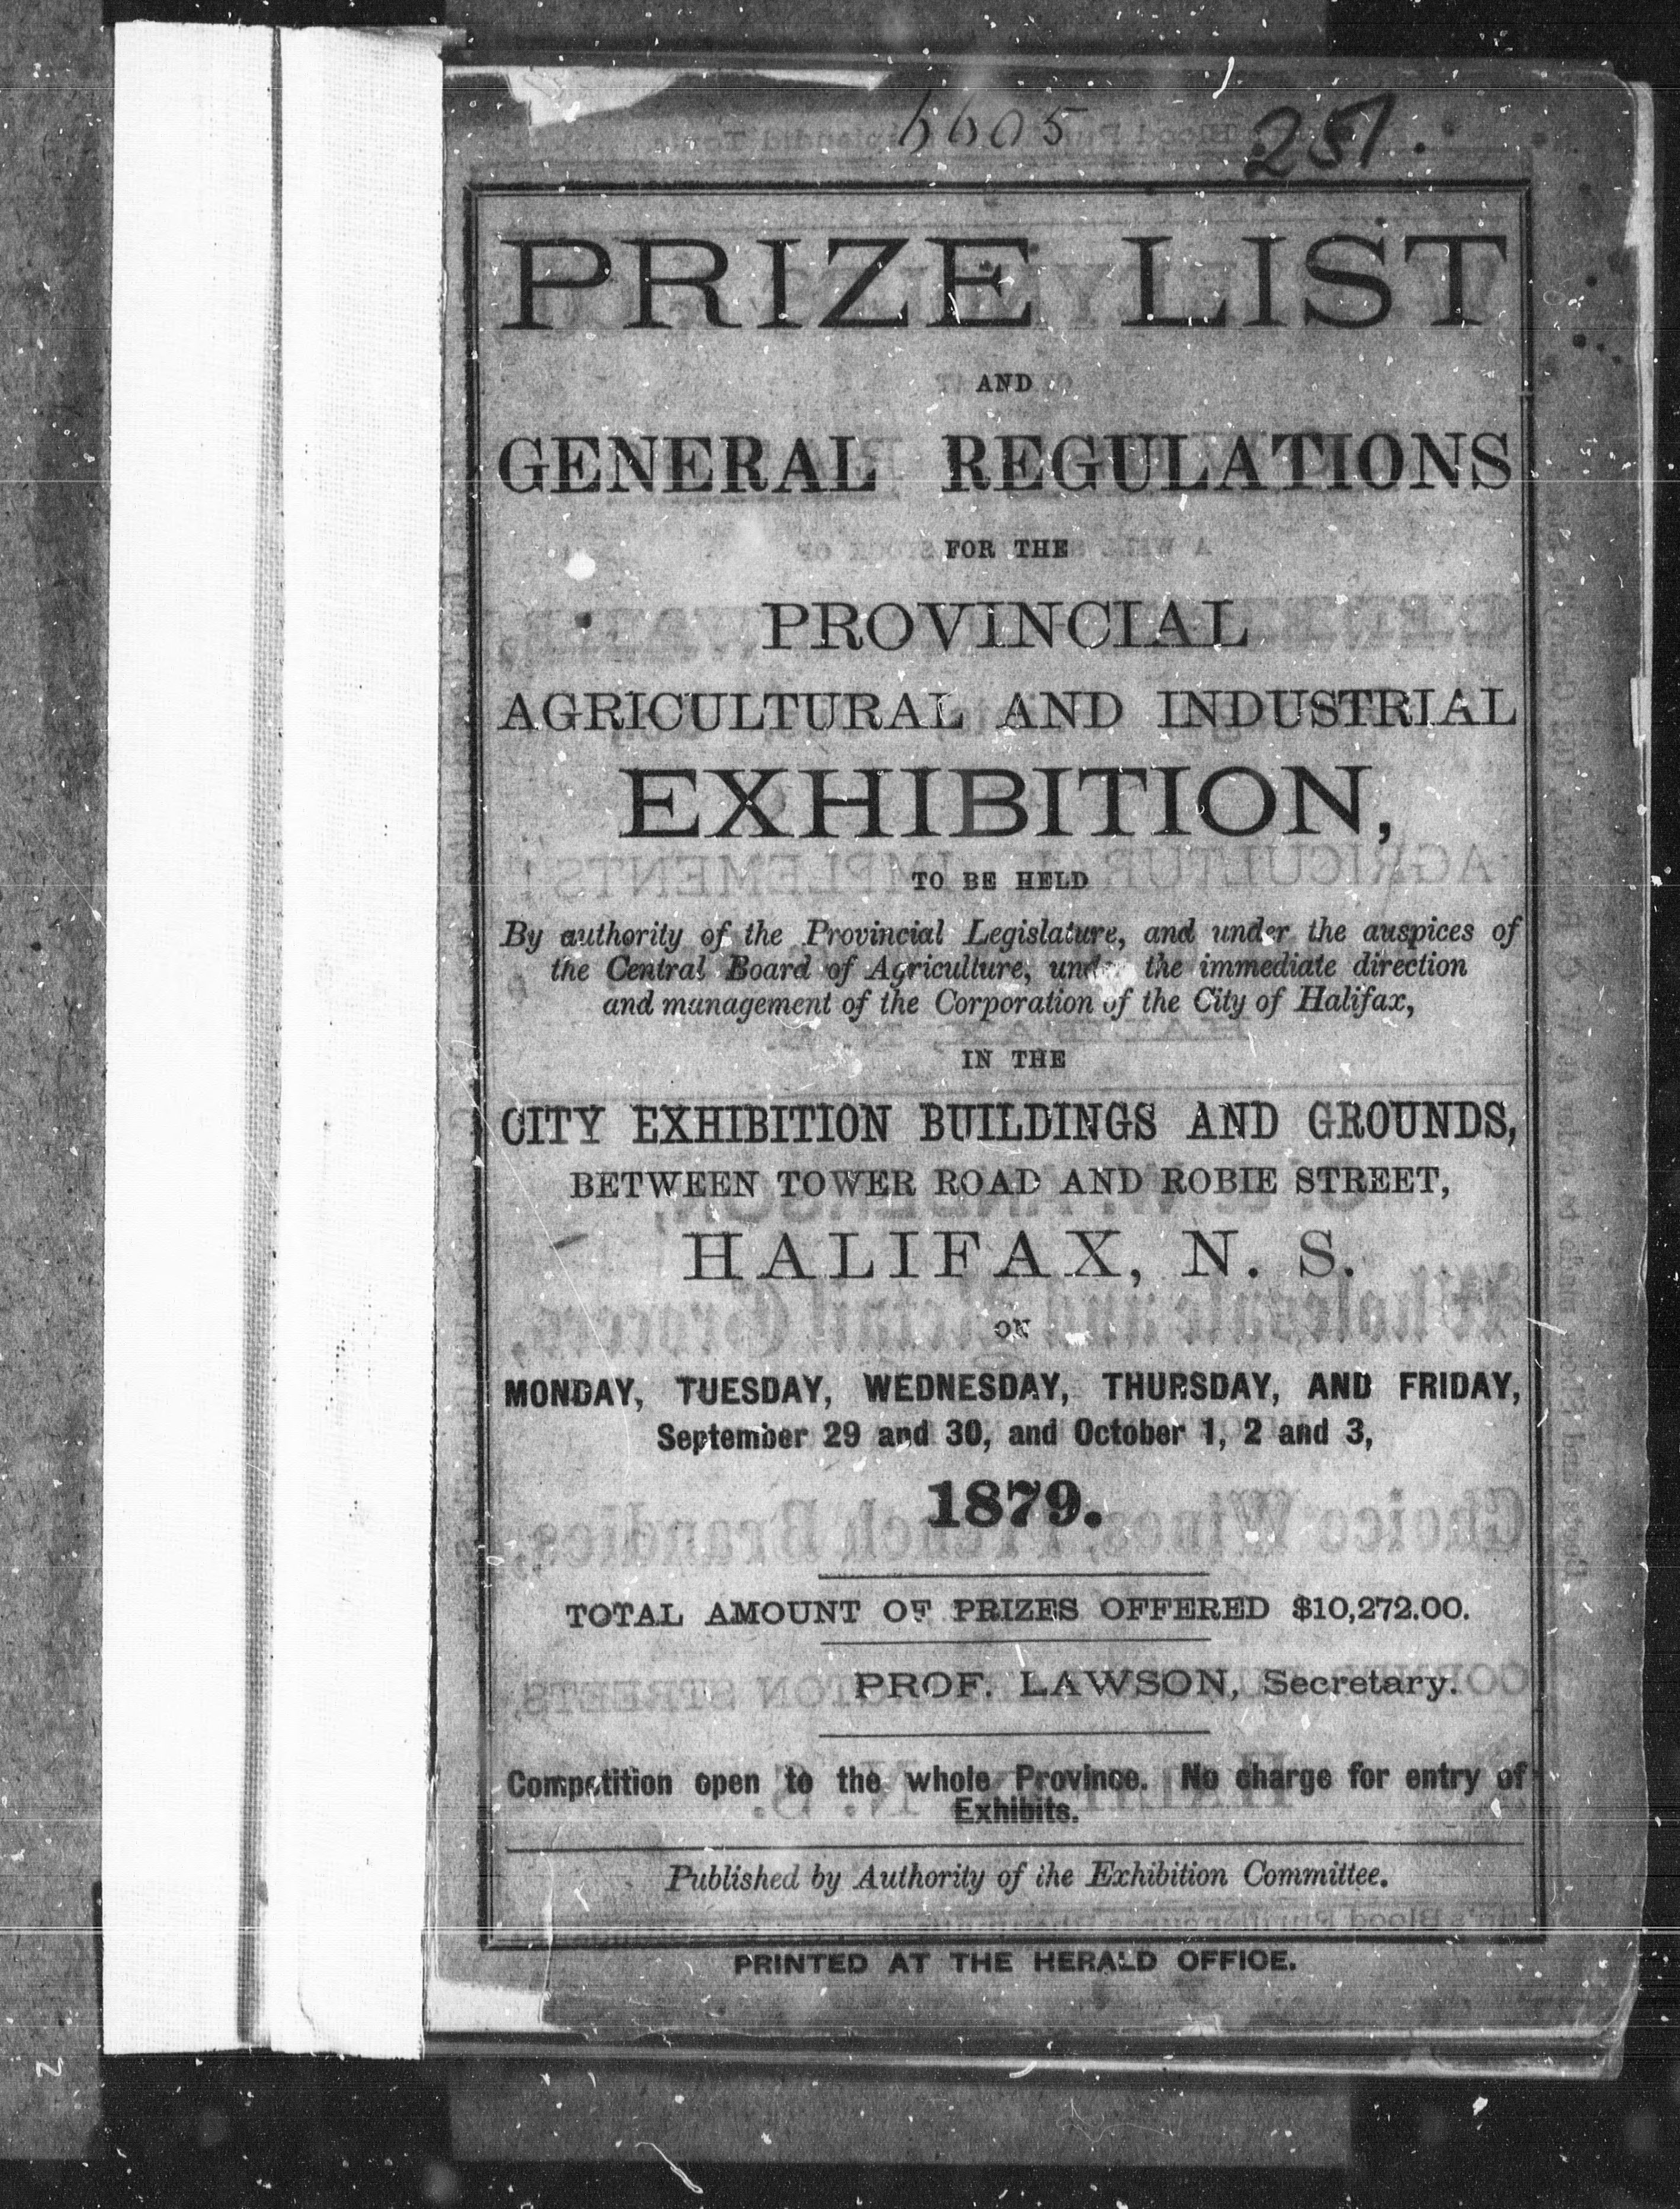 6605 251.
PRIZE LIST
AND
GENERAL REGULATIONS
FOR THE
PROVINCIAL
AGRICULTURAL AND INDUSTRIAL
EXHIBITION,
TO BE HELD
By authority of the Provincial Legislature, and under the auspices of
the Central Board of Agriculture, under the immediate direction
and management of the Corporation of the City of Halifax,
IN THE
CITY EXHIBITION BUILDINGS AND GROUNDS,
BETWEEN TOWER ROAD AND ROBIE STREET,
HALIFAX, N. S.
ON
MONDAY, TUESDAY, WEDNESDAY, THURSDAY, AND FRIDAY,
September 29 and 30, and October 1, 2 and 3,
1879.
TOTAL AMOUNT OF PRIZES OFFERED $10,272.00.
PROF. LAWSON, Secretary.
Competition open to the whole Province. No charge for entry of
Exhibits.
Published by Authority of the Exhibition Committee.
PRINTED AT THE HERALD OFFICE.